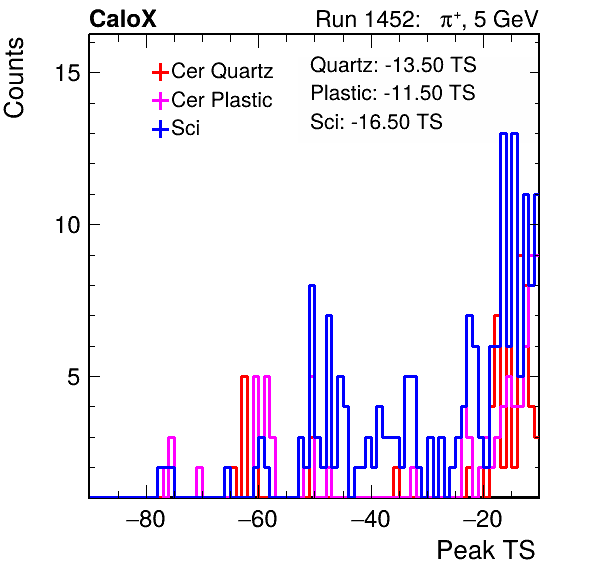 CaloX Run 1452: π⁺, 5 GeV
Counts
Cer Quartz
Cer Plastic
Sci
Quartz: -13.50 TS
Plastic: -11.50 TS
Sci: -16.50 TS
15
10
5
−80 −60 −40 −20
Peak TS